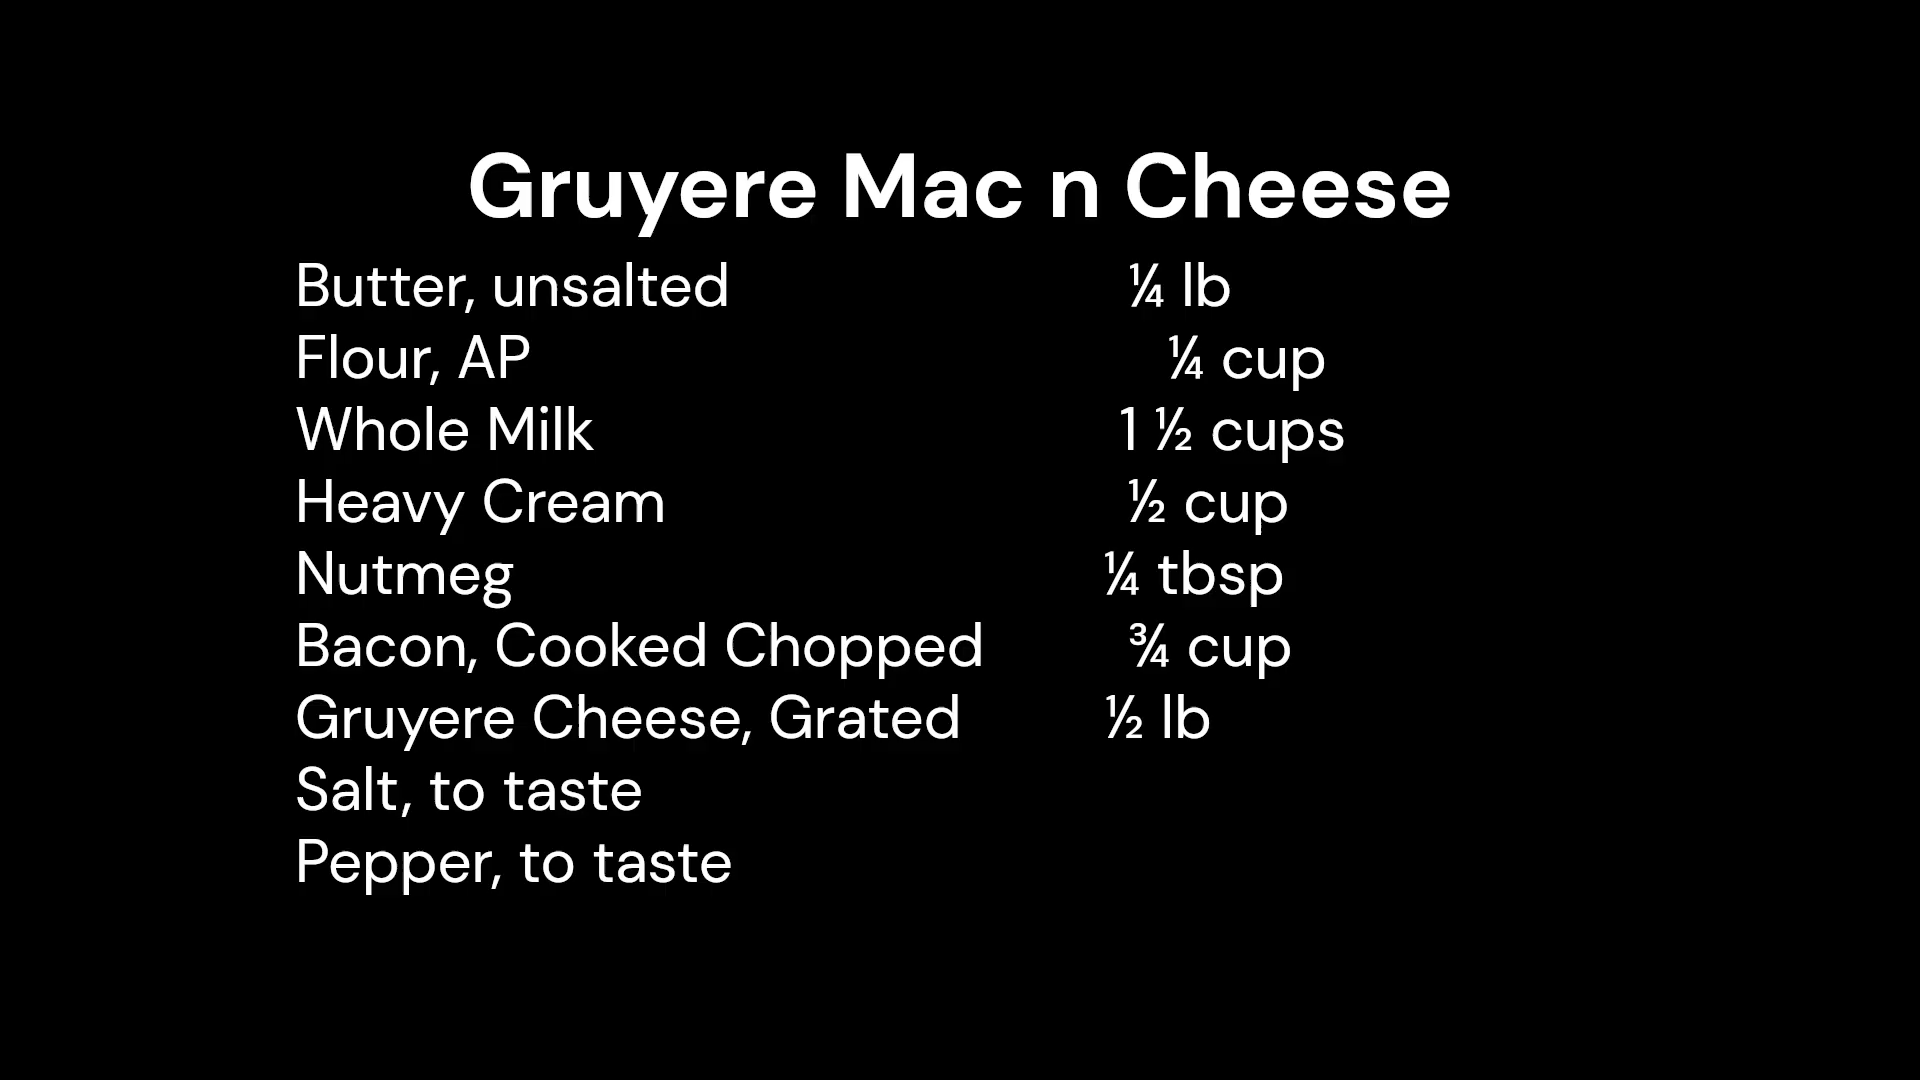 Gruyere Mac n Cheese
Butter, unsalted ¼ lb
Flour, AP ¼ cup
Whole Milk 1 ½ cups
Heavy Cream ½ cup
Nutmeg ¼ tbsp
Bacon, Cooked Chopped ¾ cup
Gruyere Cheese, Grated ½ lb
Salt, to taste
Pepper, to taste